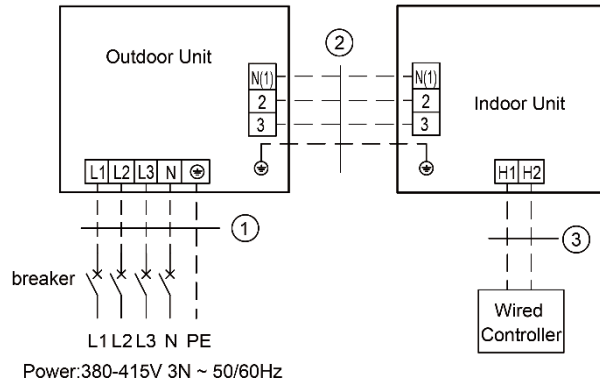 Outdoor Unit
N(1)
2
3
L1 L2 L3 N
2
N(1)
2
3
Indoor Unit
H1 H2
1
breaker
L1 L2 L3 N PE
Power:380-415V 3N ~ 50/60Hz
3
Wired
Controller